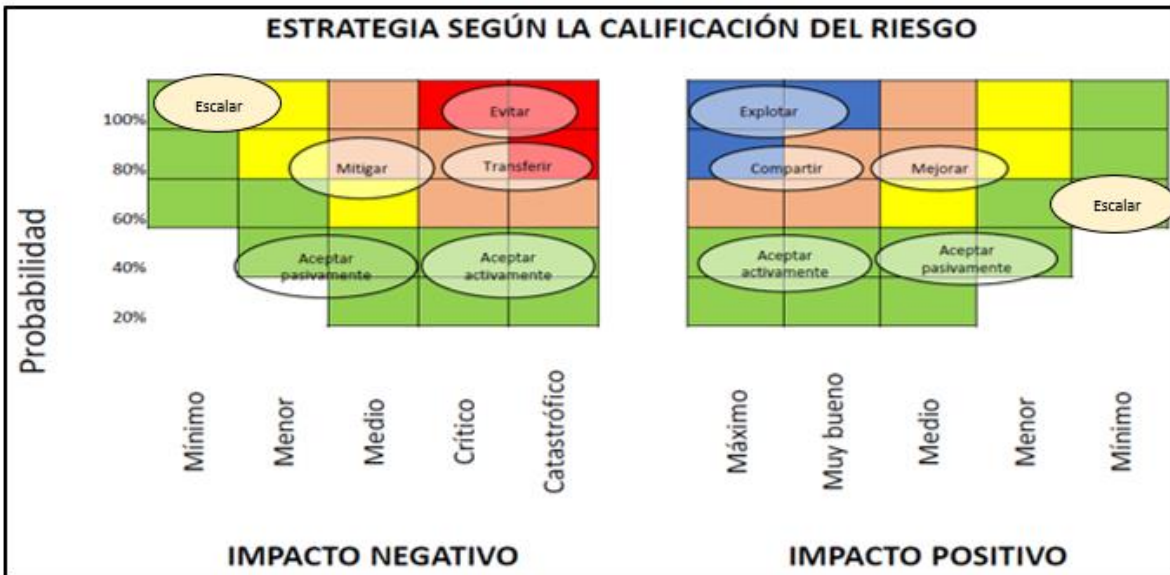 ESTRATEGIA SEGÚN LA CALIFICACIÓN DEL RIESGO
Probabilidad
100%
80%
60%
40%
20%
Escalar
Evitar
Mitigar
Transferir
Aceptar
pasivamente
Aceptar
activamente
Mínimo
Menor
Medio
Crítico
Catastrófico
IMPACTO NEGATIVO
Explotar
Compartir
Mejorar
Escalar
Aceptar
activamente
Aceptar
pasivamente
Máximo
Muy bueno
Medio
Menor
Mínimo
IMPACTO POSITIVO